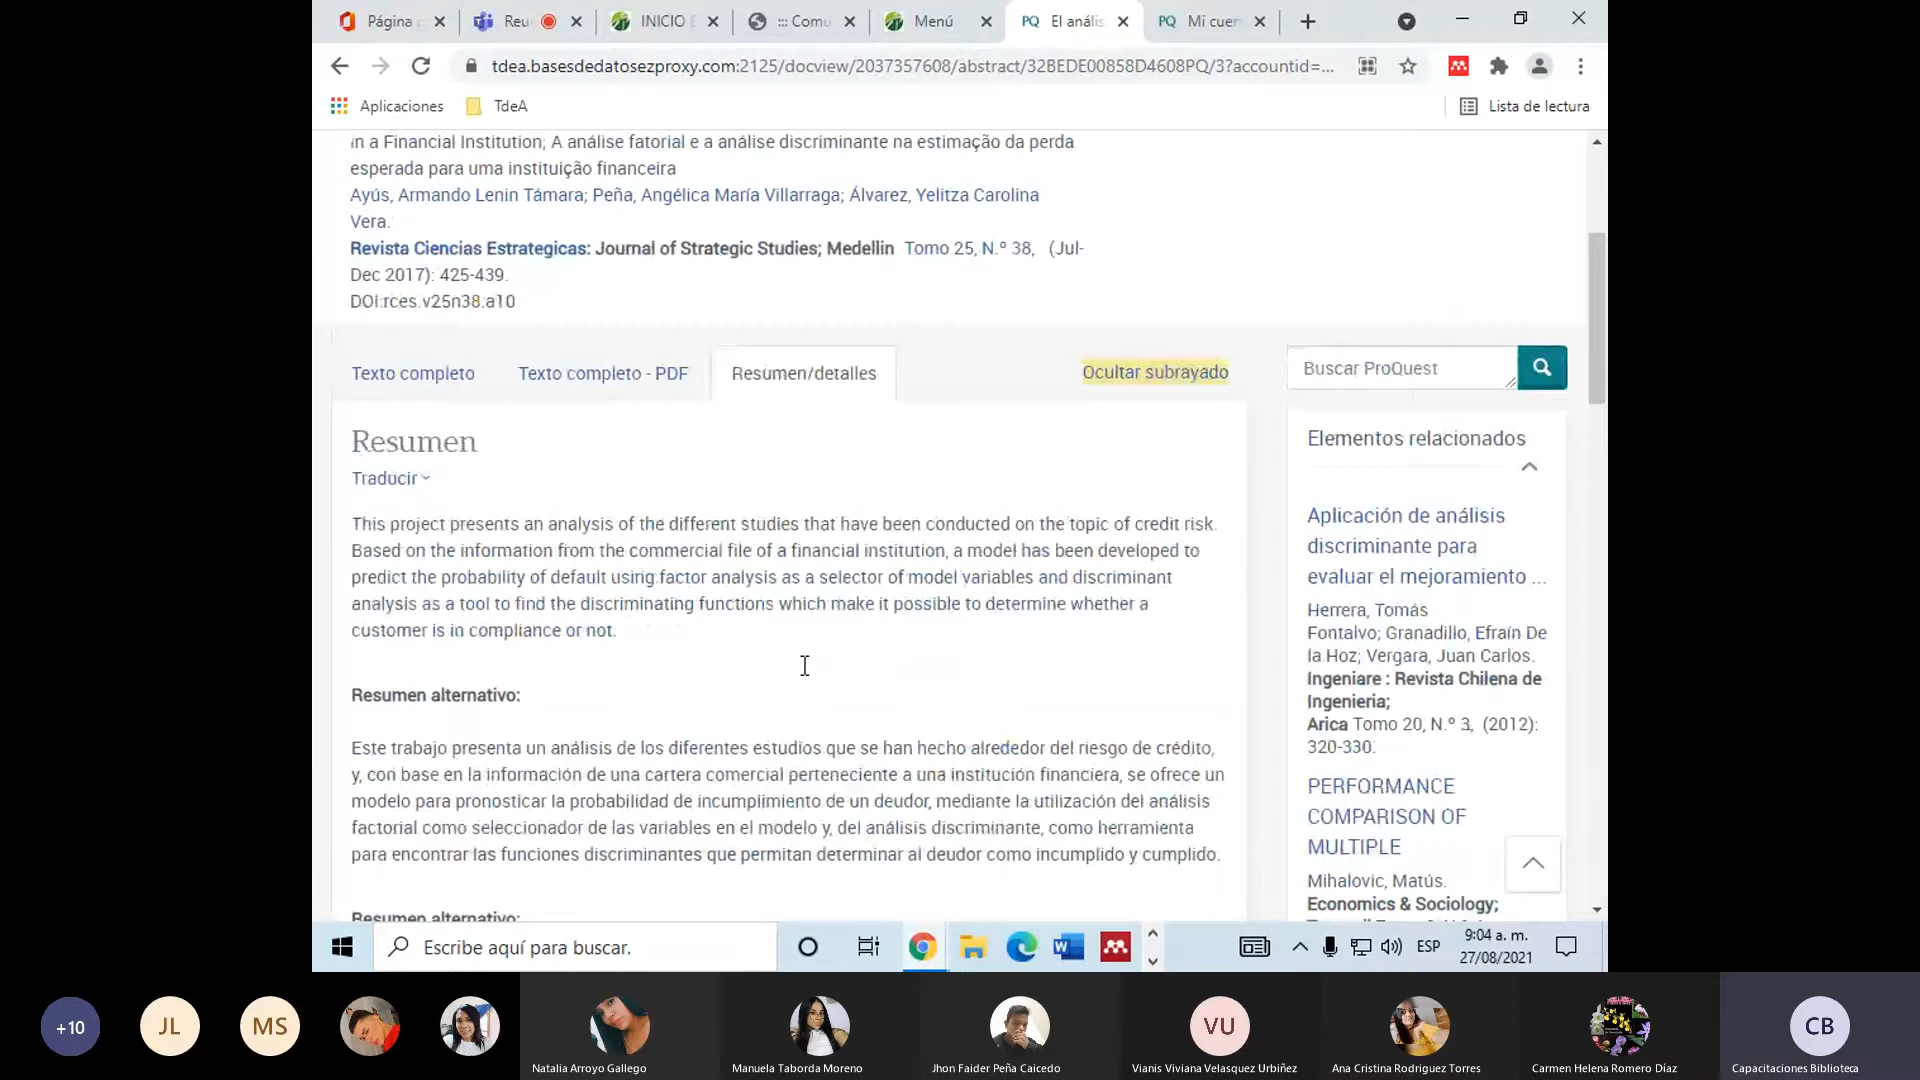 Página
Reu
INICIO
::: Comu
Menú
PQ El anális
PQ Mi cuen
tdea.basesdedatosezproxy.com:2125/docview/2037357608/abstract/32BEDE00858D4608PQ/3?accountid=...
Aplicaciones
TdeA
Lista de lectura
in a Financial Institution; A análise fatorial e a análise discriminante na estimação da perda
esperada para uma instituição financeira
Ayús, Armando Lenin Támara; Peña, Angélica María Villarraga; Álvarez, Yelitza Carolina
Vera.
Revista Ciencias Estrategicas: Journal of Strategic Studies; Medellin Tomo 25, N.º 38, (Jul-
Dec 2017): 425-439.
DOI:rces.v25n38.a10
Texto completo
Texto completo - PDF
Resumen/detalles
Ocultar subrayado
Buscar ProQuest
Resumen
Traducir
This project presents an analysis of the different studies that have been conducted on the topic of credit risk.
Based on the information from the commercial file of a financial institution, a model has been developed to
predict the probability of default using factor analysis as a selector of model variables and discriminant
analysis as a tool to find the discriminating functions which make it possible to determine whether a
customer is in compliance or not.
Resumen alternativo:
Este trabajo presenta un análisis de los diferentes estudios que se han hecho alrededor del riesgo de crédito,
y, con base en la información de una cartera comercial perteneciente a una institución financiera, se ofrece un
modelo para pronosticar la probabilidad de incumplimiento de un deudor, mediante la utilización del análisis
factorial como seleccionador de las variables en el modelo y, del análisis discriminante, como herramienta
para encontrar las funciones discriminantes que permitan determinar al deudor como incumplido y cumplido.
Resumen alternativo:
Elementos relacionados
Aplicación de análisis
discriminante para
evaluar el mejoramiento ...
Herrera, Tomás
Fontalvo; Granadillo, Efraín De
la Hoz; Vergara, Juan Carlos.
Ingeniare : Revista Chilena de
Ingenieria;
Arica Tomo 20, N.º 3, (2012):
320-330.
PERFORMANCE
COMPARISON OF
MULTIPLE
Mihalovic, Matús.
Economics & Sociology;
Escribe aquí para buscar.
ESP
9:04 a. m.
27/08/2021
+10
JL
MS
VU
CB
Natalia Arroyo Gallego
Manuela Taborda Moreno
Jhon Faider Peña Caicedo
Vianis Viviana Velasquez Urbiñez
Ana Cristina Rodriguez Torres
Carmen Helena Romero Díaz
Capacitaciones Biblioteca